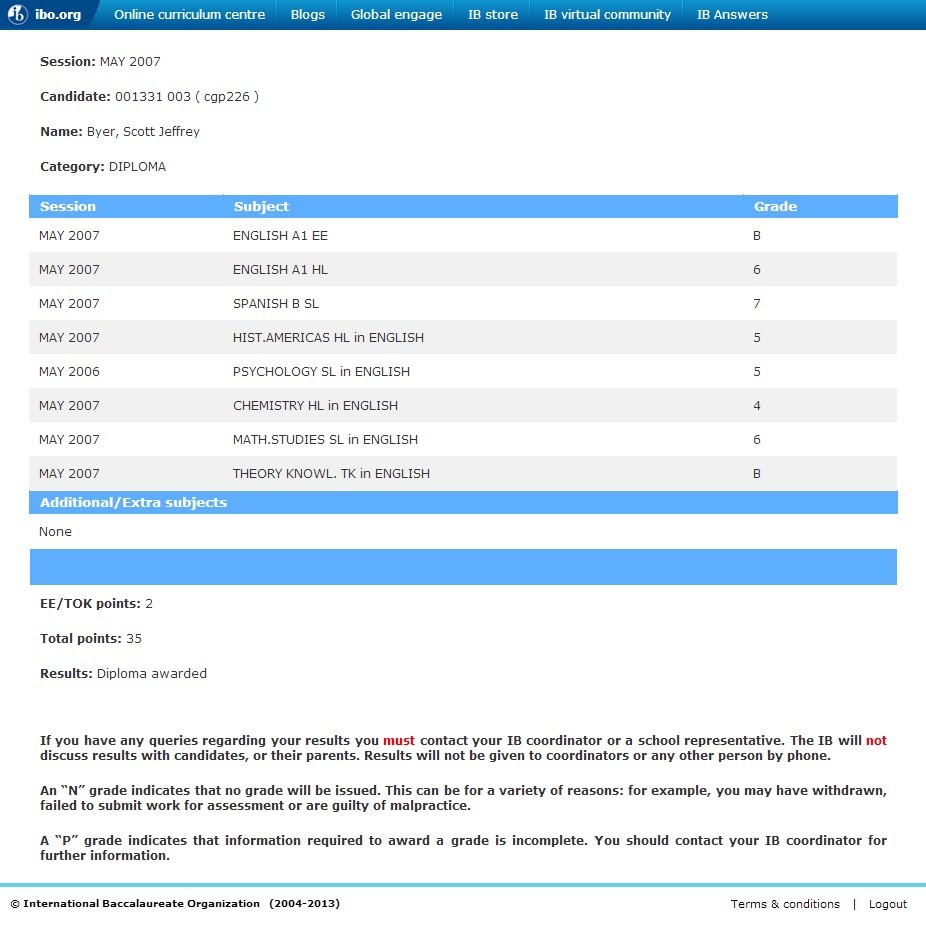 ibo.org Online curriculum centre Blogs Global engage IB store IB virtual community IB Answers
Session: MAY 2007
Candidate: 001331 003 ( cgp226 )
Name: Byer, Scott Jeffrey
Category: DIPLOMA
Session Subject Grade
MAY 2007 ENGLISH A1 EE B
MAY 2007 ENGLISH A1 HL 6
MAY 2007 SPANISH B SL 7
MAY 2007 HIST.AMERICAS HL in ENGLISH 5
MAY 2006 PSYCHOLOGY SL in ENGLISH 5
MAY 2007 CHEMISTRY HL in ENGLISH 4
MAY 2007 MATH.STUDIES SL in ENGLISH 6
MAY 2007 THEORY KNOWL. TK in ENGLISH B
Additional/Extra subjects
None
EE/TOK points: 2
Total points: 35
Results: Diploma awarded
If you have any queries regarding your results you must contact your IB coordinator or a school representative. The IB will not
discuss results with candidates, or their parents. Results will not be given to coordinators or any other person by phone.
An “N” grade indicates that no grade will be issued. This can be for a variety of reasons: for example, you may have withdrawn,
failed to submit work for assessment or are guilty of malpractice.
A “P” grade indicates that information required to award a grade is incomplete. You should contact your IB coordinator for
further information.
© International Baccalaureate Organization (2004-2013) Terms & conditions | Logout